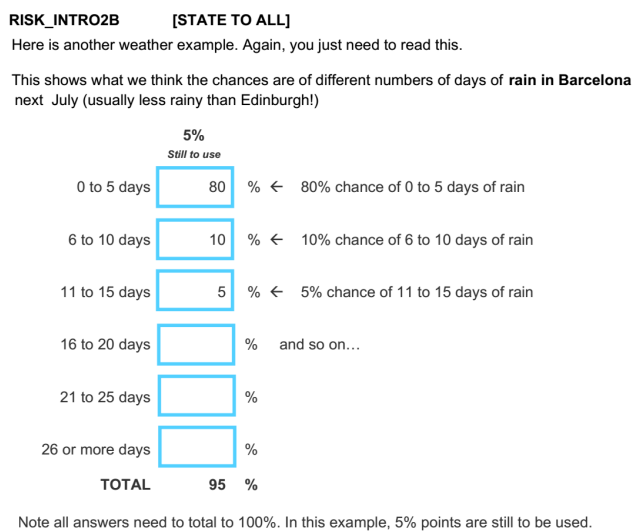 RISK_INTRO2B [STATE TO ALL]
Here is another weather example. Again, you just need to read this.
This shows what we think the chances are of different numbers of days of rain in Barcelona
next July (usually less rainy than Edinburgh!)
5%
Still to use
0 to 5 days 80 % ← 80% chance of 0 to 5 days of rain
6 to 10 days 10 % ← 10% chance of 6 to 10 days of rain
11 to 15 days 5 % ← 5% chance of 11 to 15 days of rain
16 to 20 days % and so on…
21 to 25 days %
26 or more days %
TOTAL 95 %
Note all answers need to total to 100%. In this example, 5% points are still to be used.